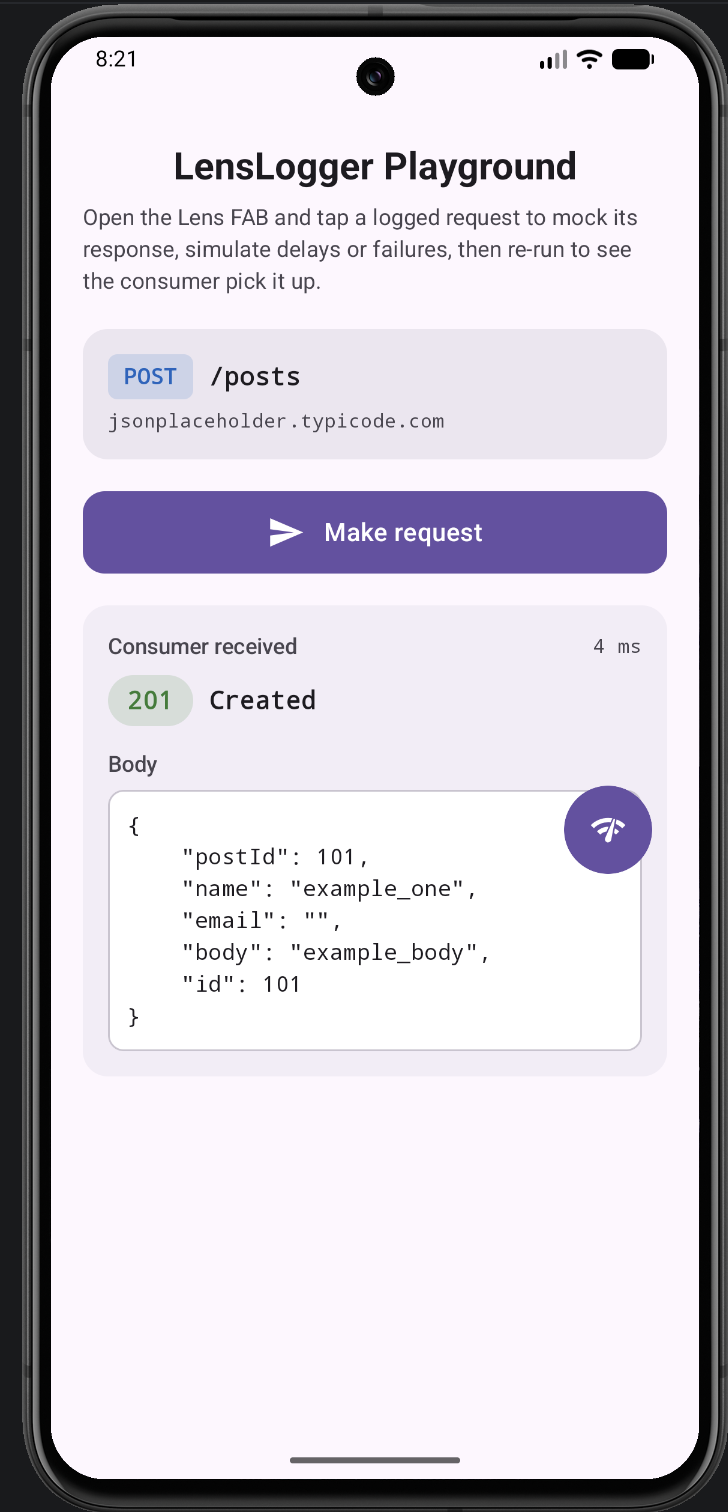 8:21
LensLogger Playground
Open the Lens FAB and tap a logged request to mock its
response, simulate delays or failures, then re-run to see
the consumer pick it up.
POST /posts
jsonplaceholder.typicode.com
Make request
Consumer received 4 ms
201 Created
Body
{
    "postId": 101,
    "name": "example_one",
    "email": "",
    "body": "example_body",
    "id": 101
}